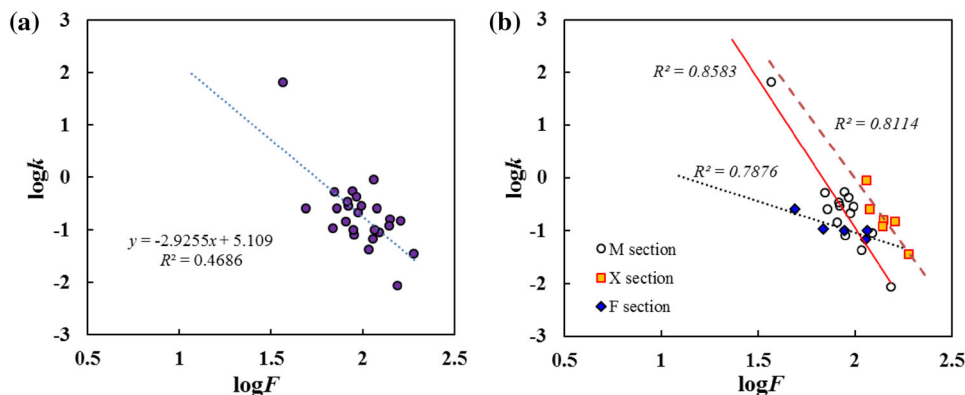 (a)
logk
3
2
1
0
-1
-2
-3
y = -2.9255x + 5.109
R² = 0.4686
0.5 1 1.5 2 2.5
logF
(b)
logk
3
2
1
0
-1
-2
-3
R² = 0.8583
R² = 0.8114
R² = 0.7876
M section
X section
F section
0.5 1 1.5 2 2.5
logF